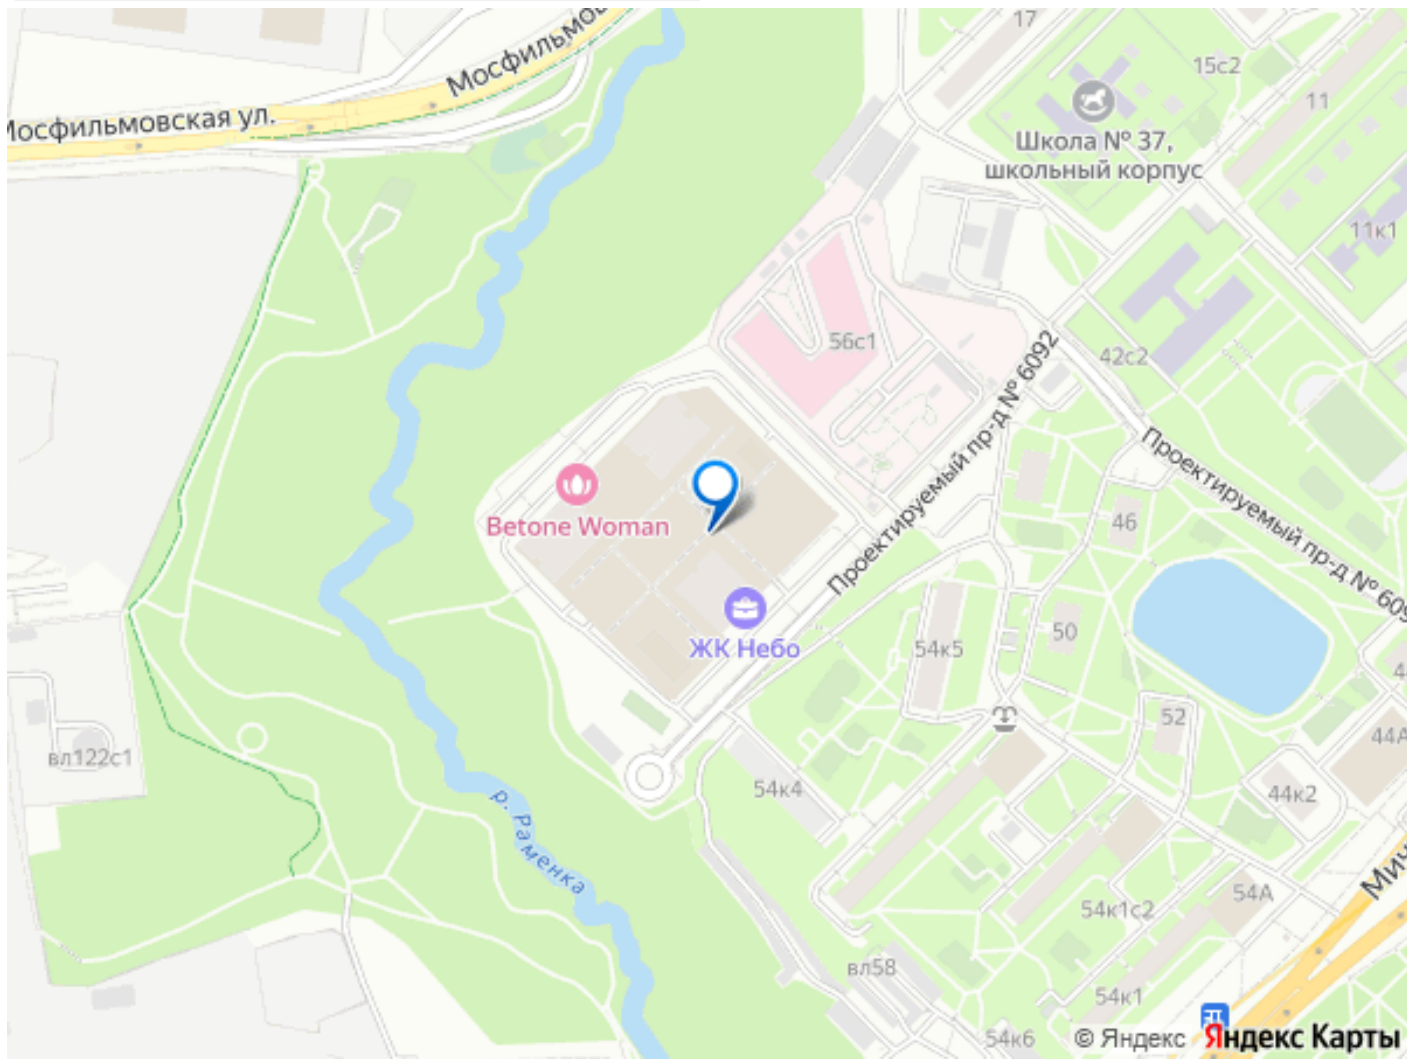 Мосфильмо
Мосфильмовская ул.
17
15с2
11
Школа № 37,
школьный корпус
11к1
56с1
42с2
Проектируемый пр-д № 6092
Проектируемый пр-д № 609
Betone Woman
46
ЖК Небо
50
54к5
52
44А
вл122с1
54к4
44к2
р. Раменка
Мич
54А
54к1с2
вл58
54к1
54к6
© Яндекс Яндекс Карты